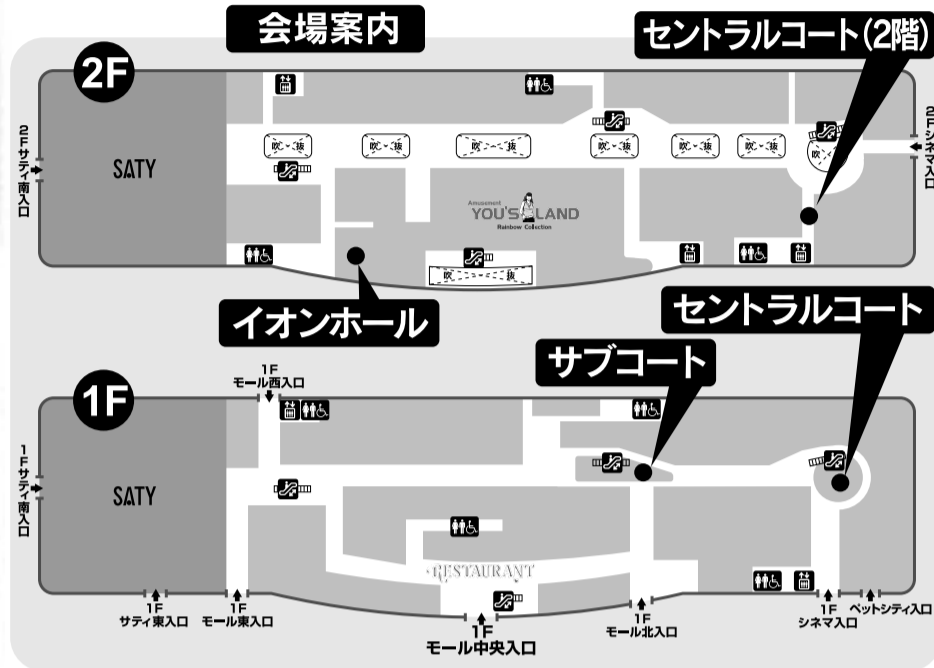 会場案内
セントラルコート(2階)
2F
2Fサティ南入口
SATY
吹抜
吹抜
吹抜
吹抜
吹抜
吹抜
吹抜
2Fシネマ入口
Amusement
YOU'S LAND
Rainbow Collection
吹抜
イオンホール
セントラルコート
サブコート
1F
1F
モール西入口
1Fサティ南入口
SATY
RESTAURANT
1F
サティ東入口
1F
モール東入口
1F
モール中央入口
1F
モール北入口
1F
シネマ入口
ペットシティ入口